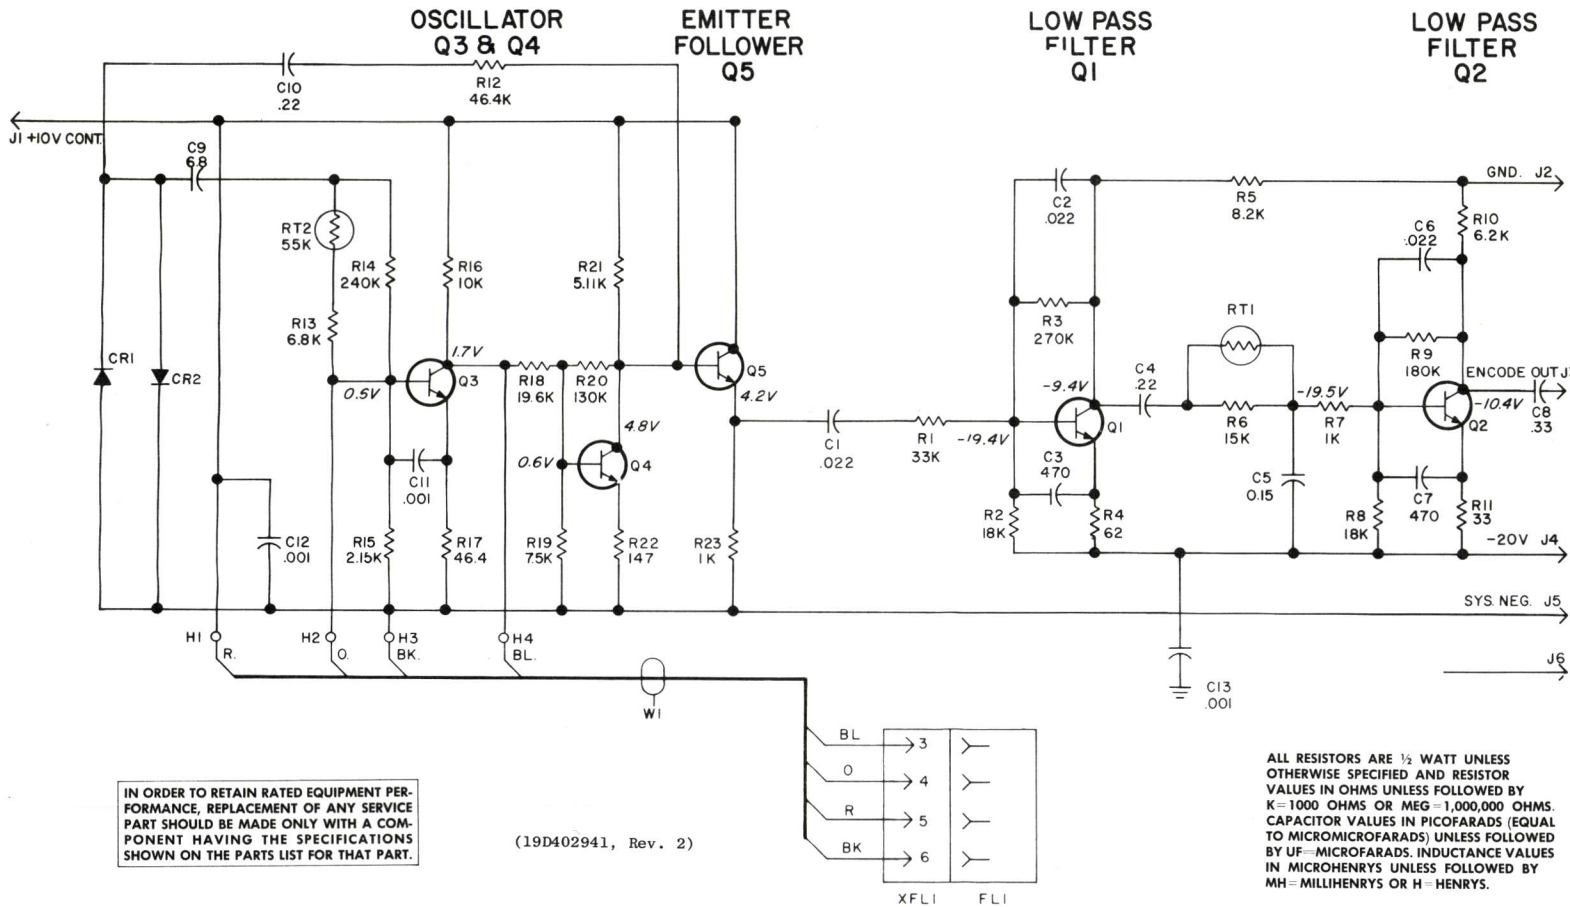 OSCILLATOR
Q3 & Q4
EMITTER
FOLLOWER
Q5
LOW PASS
FILTER
Q1
LOW PASS
FILTER
Q2
C10
.22
R12
46.4K
J1 +10V CONT.
C9
6.8
RT2
55K
R14
240K
R16
10K
R21
5.11K
R13
6.8K
CR1
CR2
1.7V
Q3
0.5V
R18
19.6K
R20
130K
Q5
4.2V
4.8V
0.6V
Q4
C11
.001
C12
.001
R15
2.15K
R17
46.4
R19
7.5K
R22
147
R23
1K
C1
.022
R1
33K
-19.4V
C2
.022
R5
8.2K
GND. J2
R10
6.2K
C6
.022
R3
270K
RT1
R9
180K
-9.4V
C4
.22
Q1
R6
15K
-19.5V
R7
1K
ENCODE OUT J3
-10.4V
Q2
C8
.33
C3
470
R2
18K
R4
62
C5
0.15
C7
470
R8
18K
R11
33
-20V J4
SYS. NEG. J5
J6
C13
.001
H1
R.
H2
O.
H3
BK.
H4
BL.
W1
BL
3
O
4
R
5
BK
6
XFL1
FL1
IN ORDER TO RETAIN RATED EQUIPMENT PER-
FORMANCE, REPLACEMENT OF ANY SERVICE
PART SHOULD BE MADE ONLY WITH A COM-
PONENT HAVING THE SPECIFICATIONS
SHOWN ON THE PARTS LIST FOR THAT PART.
(19D402941, Rev. 2)
ALL RESISTORS ARE ½ WATT UNLESS
OTHERWISE SPECIFIED AND RESISTOR
VALUES IN OHMS UNLESS FOLLOWED BY
K=1000 OHMS OR MEG=1,000,000 OHMS.
CAPACITOR VALUES IN PICOFARADS (EQUAL
TO MICROMICROFARADS) UNLESS FOLLOWED
BY UF=MICROFARADS. INDUCTANCE VALUES
IN MICROHENRYS UNLESS FOLLOWED BY
MH=MILLIHENRYS OR H=HENRYS.